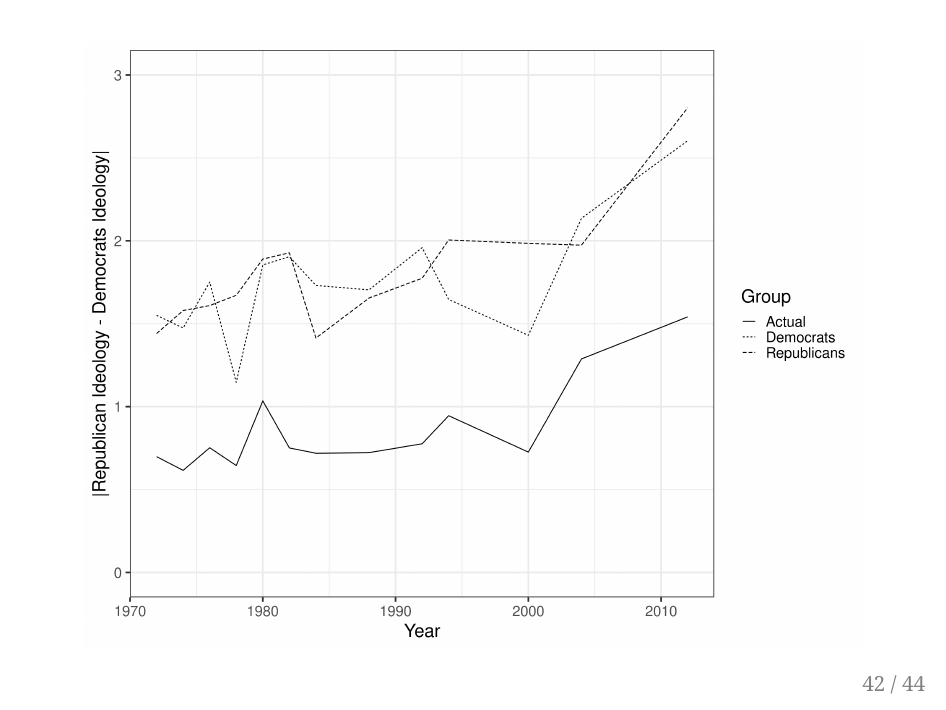 3
2
1
0
|Republican Ideology - Democrats Ideology|
1970 1980 1990 2000 2010
Year
Group
Actual
Democrats
Republicans
42 / 44